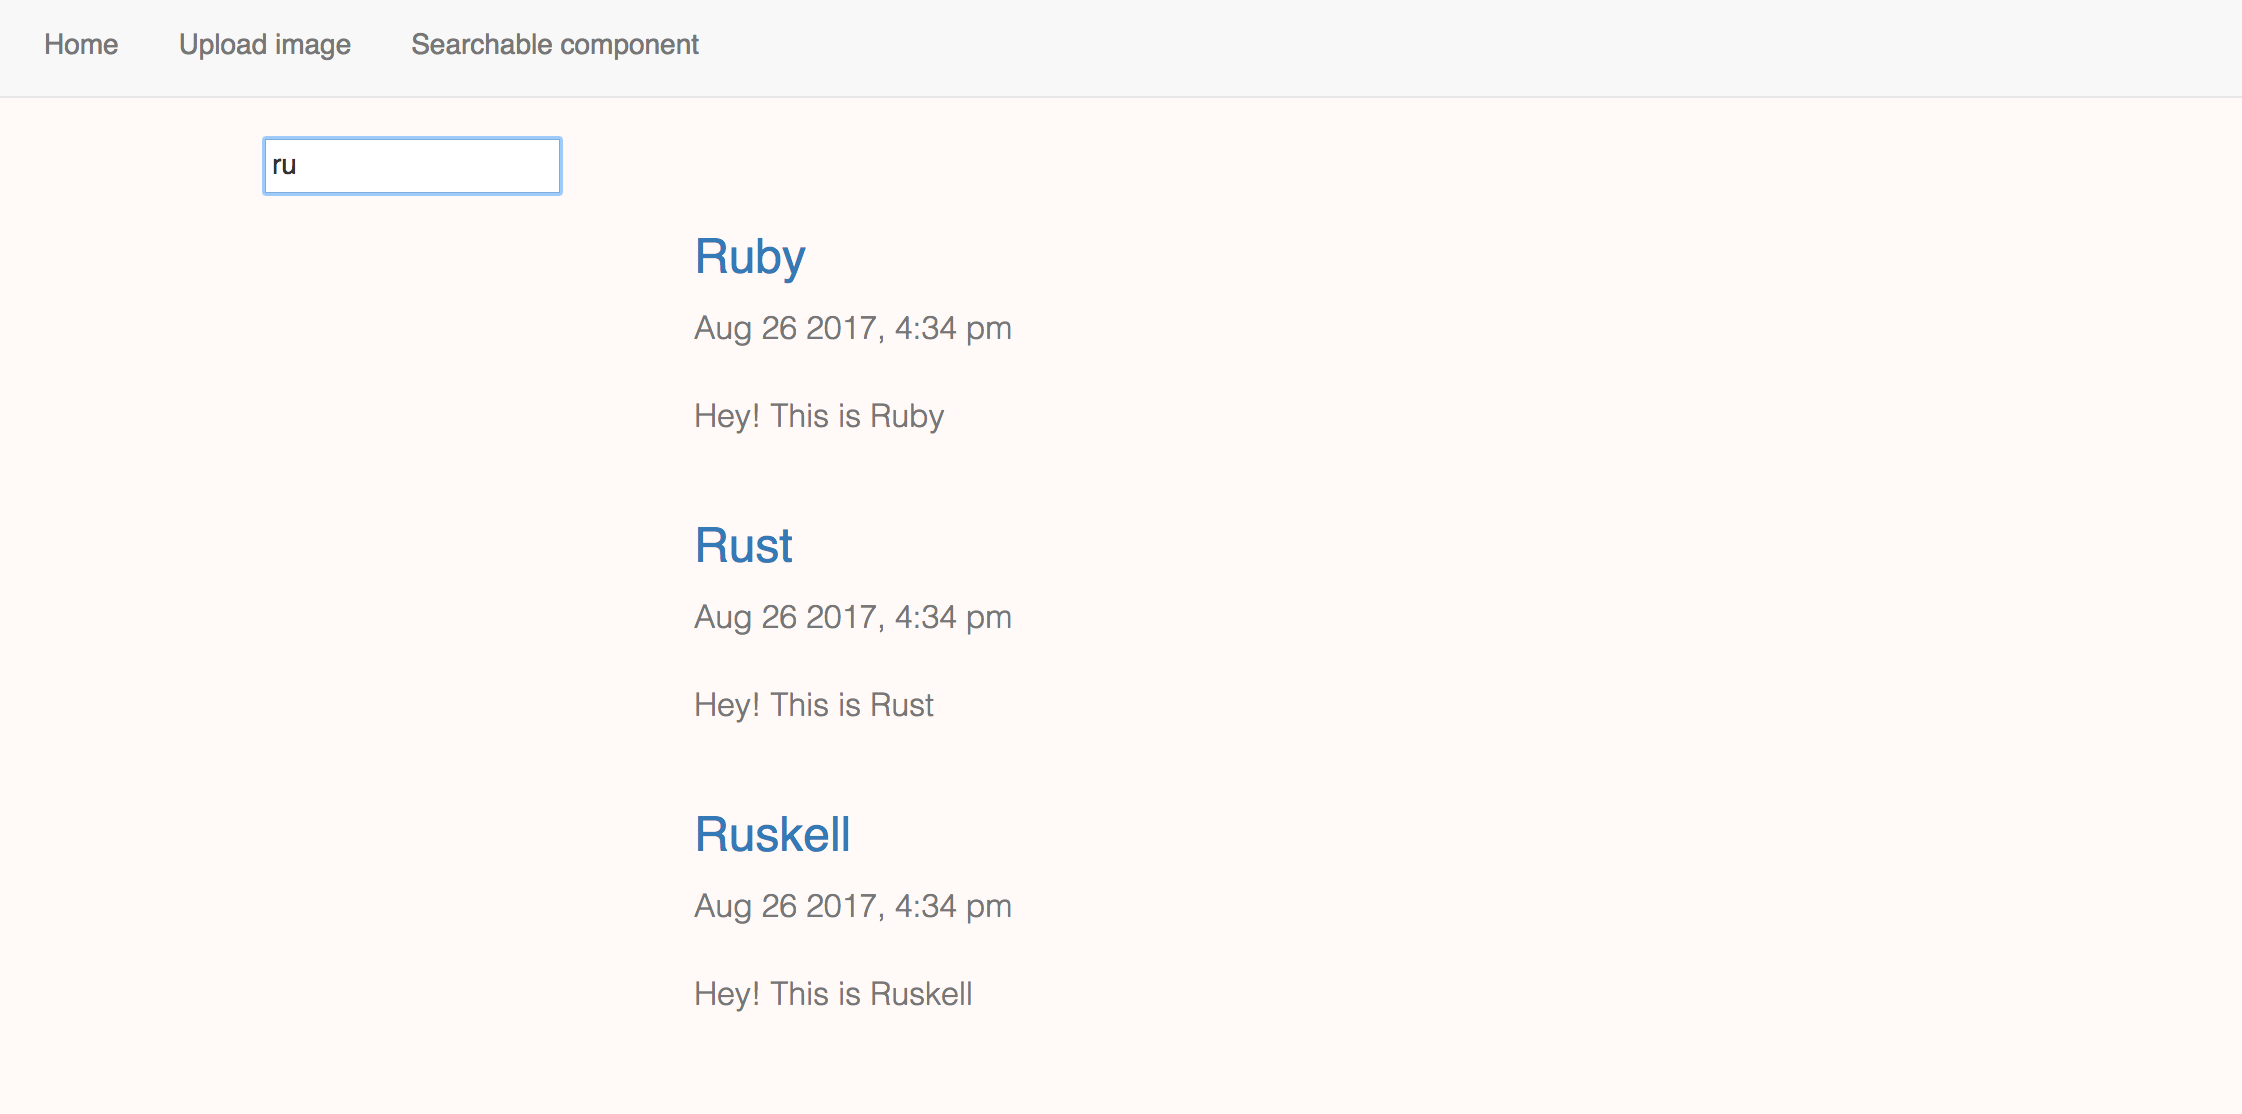 Home Upload image Searchable component
ru
Ruby
Aug 26 2017, 4:34 pm
Hey! This is Ruby
Rust
Aug 26 2017, 4:34 pm
Hey! This is Rust
Ruskell
Aug 26 2017, 4:34 pm
Hey! This is Ruskell